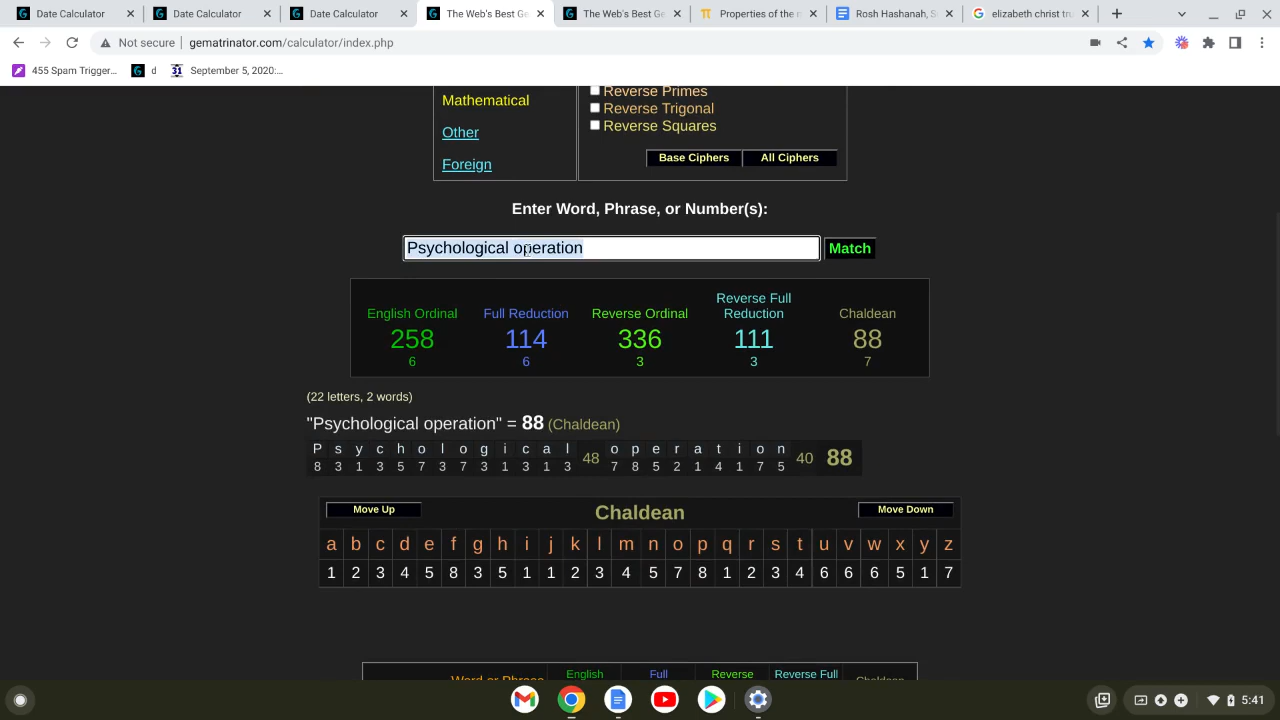 Date Calculator
Date Calculator
Date Calculator
The Web's Best Ge
The Web's Best Ge
Properties of the
Rosh Hashanah, S
elizabeth christ tru
Not secure | gematrinator.com/calculator/index.php
455 Spam Trigger...
d
31 September 5, 2020:...
Mathematical
Other
Foreign
Reverse Primes
Reverse Trigonal
Reverse Squares
Base Ciphers All Ciphers
Enter Word, Phrase, or Number(s):
Psychological operation Match
English Ordinal Full Reduction Reverse Ordinal Reverse Full Reduction Chaldean
258 114 336 111 88
6 6 3 3 7
(22 letters, 2 words)
"Psychological operation" = 88 (Chaldean)
P s y c h o l o g i c a l 48 o p e r a t i o n 40 88
8 3 1 3 5 7 3 7 3 1 3 1 3 7 8 5 2 1 4 1 7 5
Move Up Chaldean Move Down
a b c d e f g h i j k l m n o p q r s t u v w x y z
1 2 3 4 5 8 3 5 1 1 2 3 4 5 7 8 1 2 3 4 6 6 6 5 1 7
Word or Phrase English Full Reverse Reverse Full Chaldean
5:41